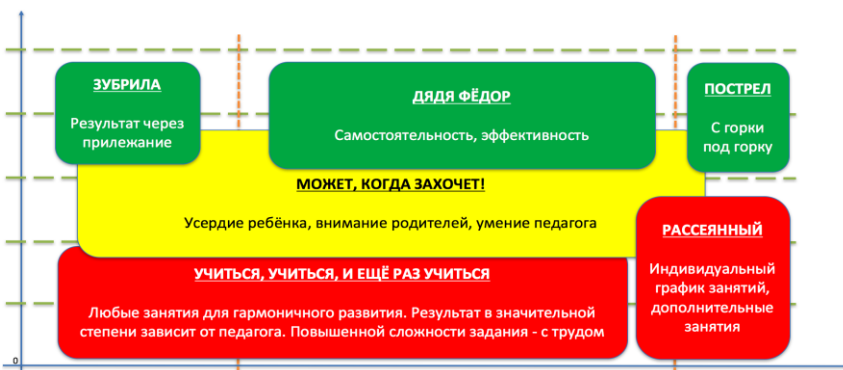 ЗУБРИЛА
Результат через
прилежание
ДЯДЯ ФЁДОР
Самостоятельность, эффективность
ПОСТРЕЛ
С горки
под горку
МОЖЕТ, КОГДА ЗАХОЧЕТ!
Усердие ребёнка, внимание родителей, умение педагога
РАССЕЯННЫЙ
Индивидуальный
график занятий,
дополнительные
занятия
УЧИТЬСЯ, УЧИТЬСЯ, И ЕЩЁ РАЗ УЧИТЬСЯ
Любые занятия для гармоничного развития. Результат в значительной
степени зависит от педагога. Повышенной сложности задания - с трудом
0